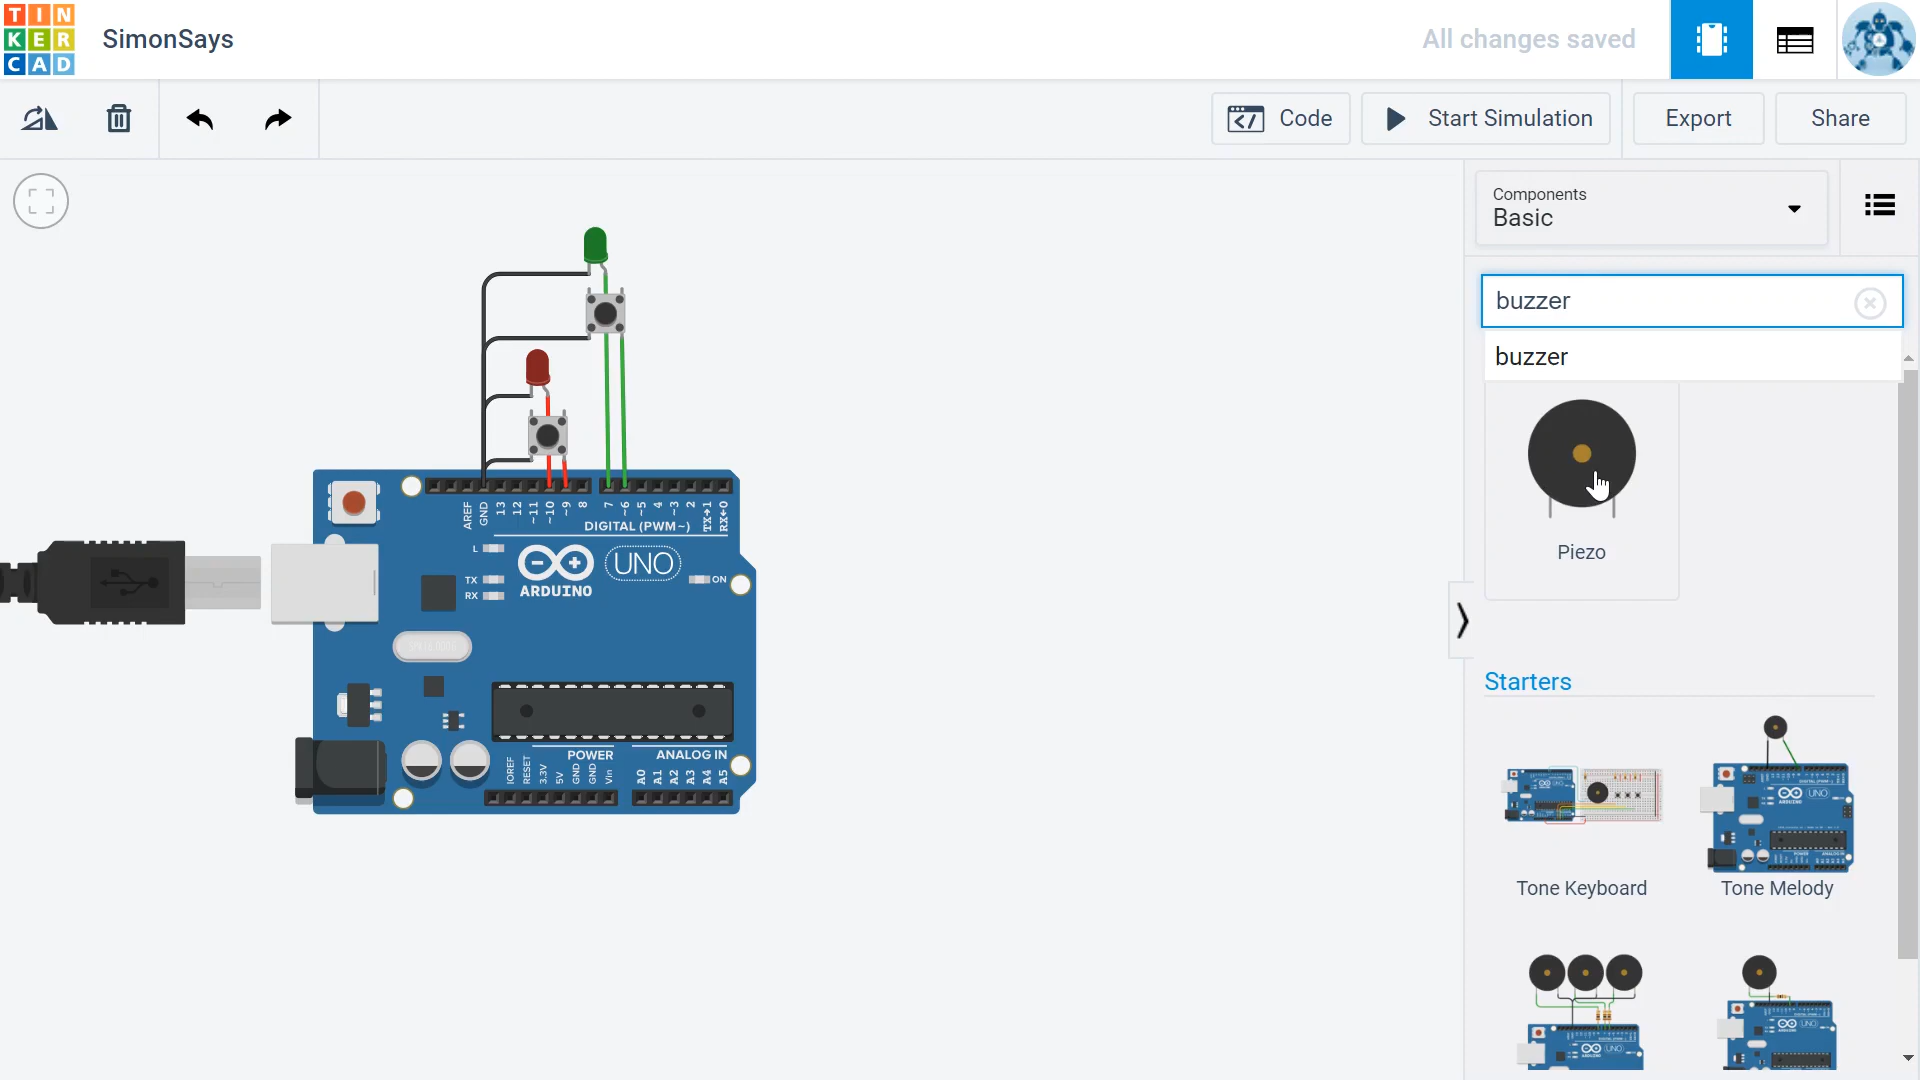 TIN
KER
CAD
SimonSays
All changes saved
Code
Start Simulation
Export
Share
Components
Basic
buzzer
buzzer
Piezo
Starters
Tone Keyboard
Tone Melody
AREF
GND
13
12
~11
~10
~9
8
7
~6
~5
4
~3
2
TX→1
RX←0
DIGITAL (PWM~)
L
TX
RX
ARDUINO
UNO
ON
POWER
ANALOG IN
IOREF
RESET
3.3V
5V
GND
GND
Vin
A0
A1
A2
A3
A4
A5